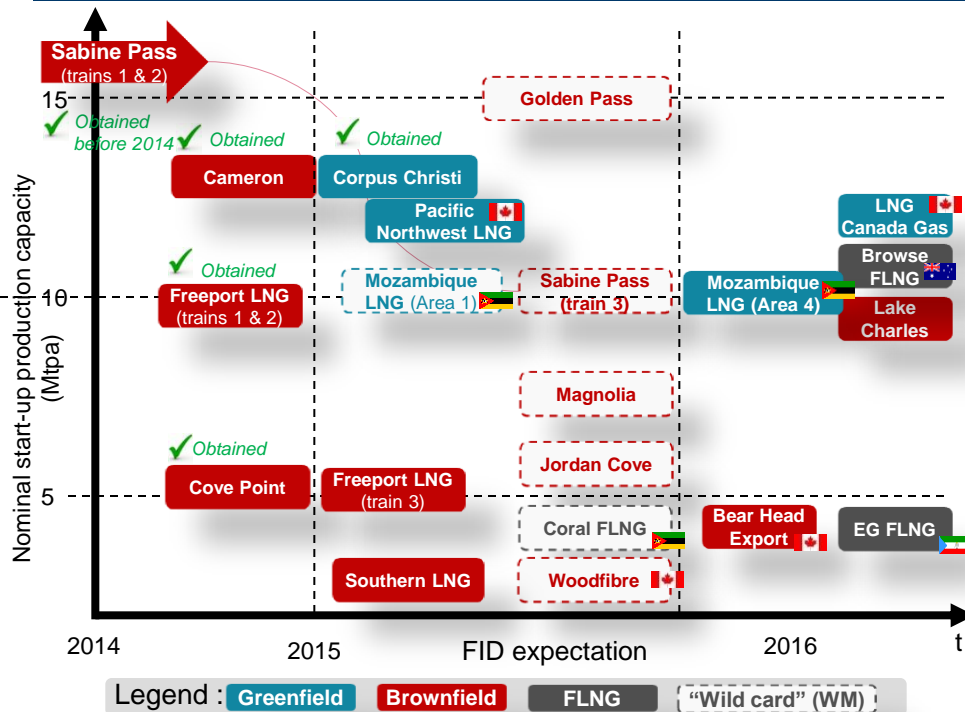 Sabine Pass
(trains 1 & 2)
15
Obtained
before 2014
Obtained
Obtained
Golden Pass
Cameron
Corpus Christi
Pacific
Northwest LNG
LNG
Canada Gas
Browse
FLNG
Obtained
Mozambique
LNG (Area 1)
Sabine Pass
(train 3)
Mozambique
LNG (Area 4)
10
Freeport LNG
(trains 1 & 2)
Lake
Charles
Nominal start-up production capacity
(Mtpa)
Magnolia
Obtained
Jordan Cove
Cove Point
Freeport LNG
(train 3)
5
Coral FLNG
Bear Head
Export
EG FLNG
Southern LNG
Woodfibre
2014
2015
FID expectation
2016
t
Legend :
Greenfield
Brownfield
FLNG
“Wild card” (WM)